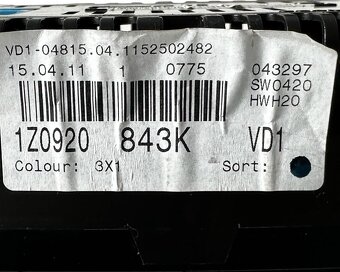 VD1-04815.04.1152502482
15.04.11 1 0775 043297
SW0420
HWH20
1Z0920 843K VD1
Colour: 3X1 Sort: